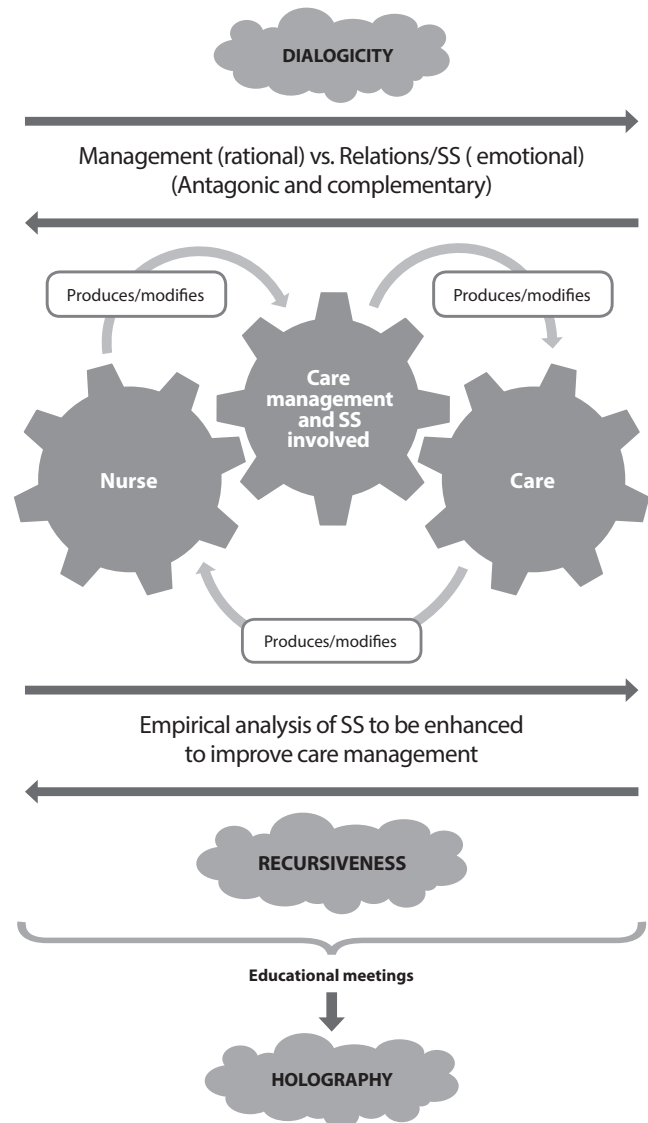 DIALOGICITY
Management (rational) vs. Relations/SS ( emotional)
(Antagonic and complementary)
Produces/modifies
Produces/modifies
Care
management
and SS
involved
Nurse
Care
Produces/modifies
Empirical analysis of SS to be enhanced
to improve care management
RECURSIVENESS
Educational meetings
HOLOGRAPHY